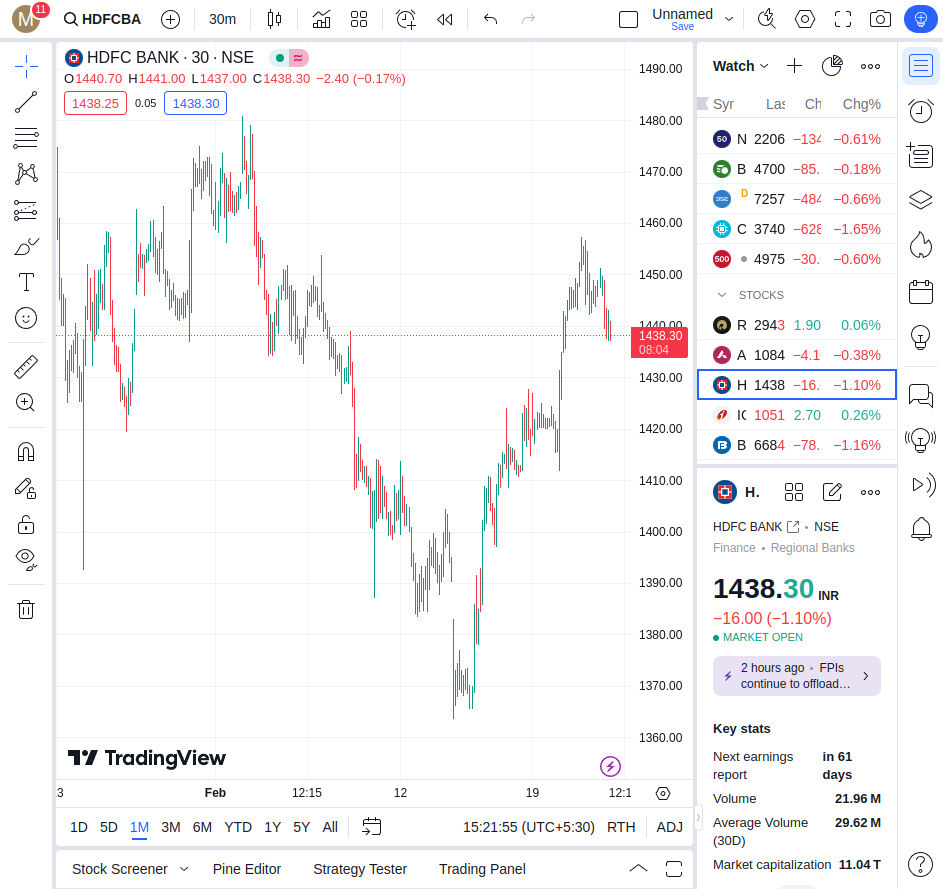 M 11 HDFCBA 30m Unnamed
Save
HDFC BANK · 30 · NSE
O1440.70 H1441.00 L1437.00 C1438.30 −2.40 (−0.17%)
1438.25 0.05 1438.30
1490.00
1480.00
1470.00
1460.00
1450.00
1440.00
1438.30
08:04
1430.00
1420.00
1410.00
1400.00
1390.00
1380.00
1370.00
1360.00
TradingView
3 Feb 12:15 12 19 12:1
1D 5D 1M 3M 6M YTD 1Y 5Y All 15:21:55 (UTC+5:30) RTH ADJ
Stock Screener Pine Editor Strategy Tester Trading Panel
Watch
Syr Las Ch Chg%
50 N 2206 −134 −0.61%
B 4700 −85. −0.18%
BSE D 7257 −484 −0.66%
C 3740 −628 −1.65%
500 4975 −30. −0.60%
STOCKS
R 2943 1.90 0.06%
A 1084 −4.1 −0.38%
H 1438 −16. −1.10%
IC 1051 2.70 0.26%
B 6684 −78. −1.16%
H.
HDFC BANK • NSE
Finance • Regional Banks
1438.30 INR
−16.00 (−1.10%)
MARKET OPEN
2 hours ago • FPIs
continue to offload…
Key stats
Next earnings report in 61 days
Volume 21.96 M
Average Volume (30D) 29.62 M
Market capitalization 11.04 T